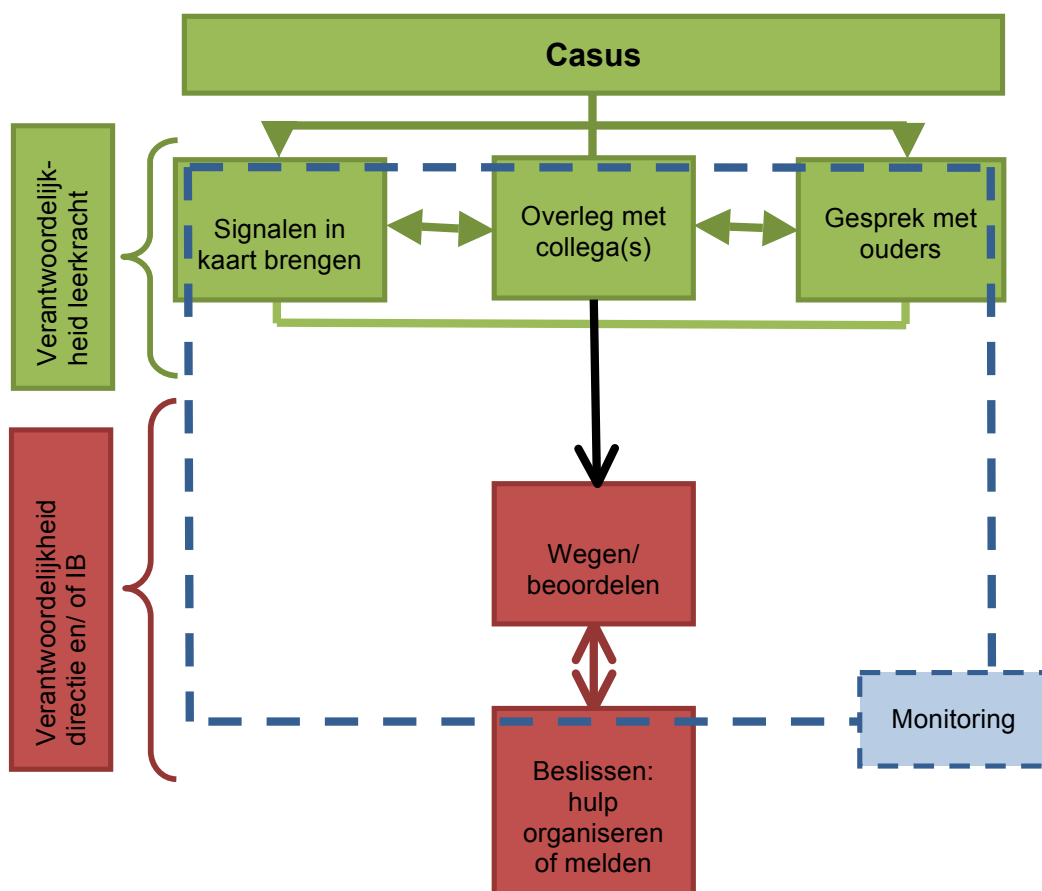 Casus
Verantwoordelijk-
heid leerkracht
Signalen in
kaart brengen
Overleg met
collega(s)
Gesprek met
ouders
Verantwoordelijkheid
directie en/ of IB
Wegen/
beoordelen
Monitoring
Beslissen:
hulp
organiseren
of melden